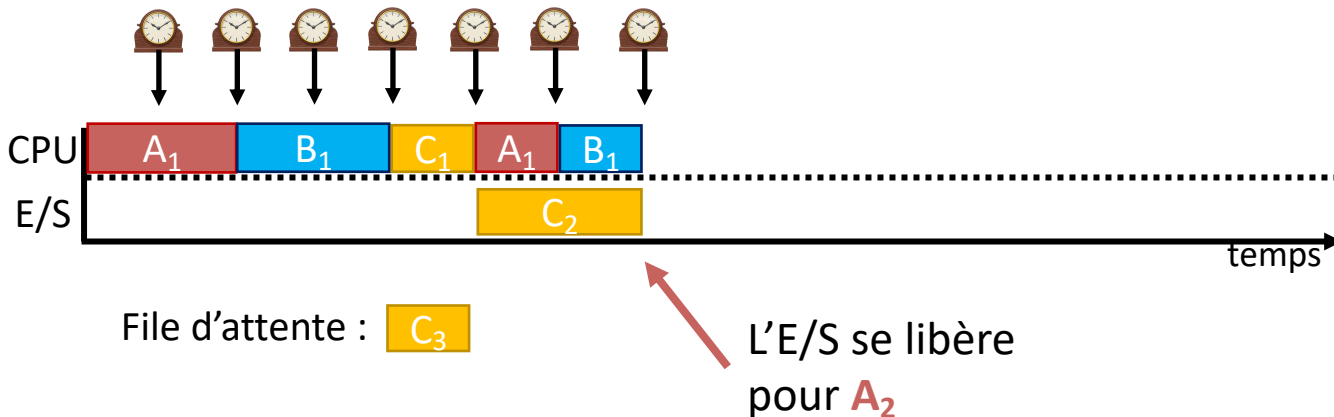 CPU A₁ B₁ C₁ A₁ B₁
E/S C₂
temps
File d'attente : C₃
L'E/S se libère
pour A₂